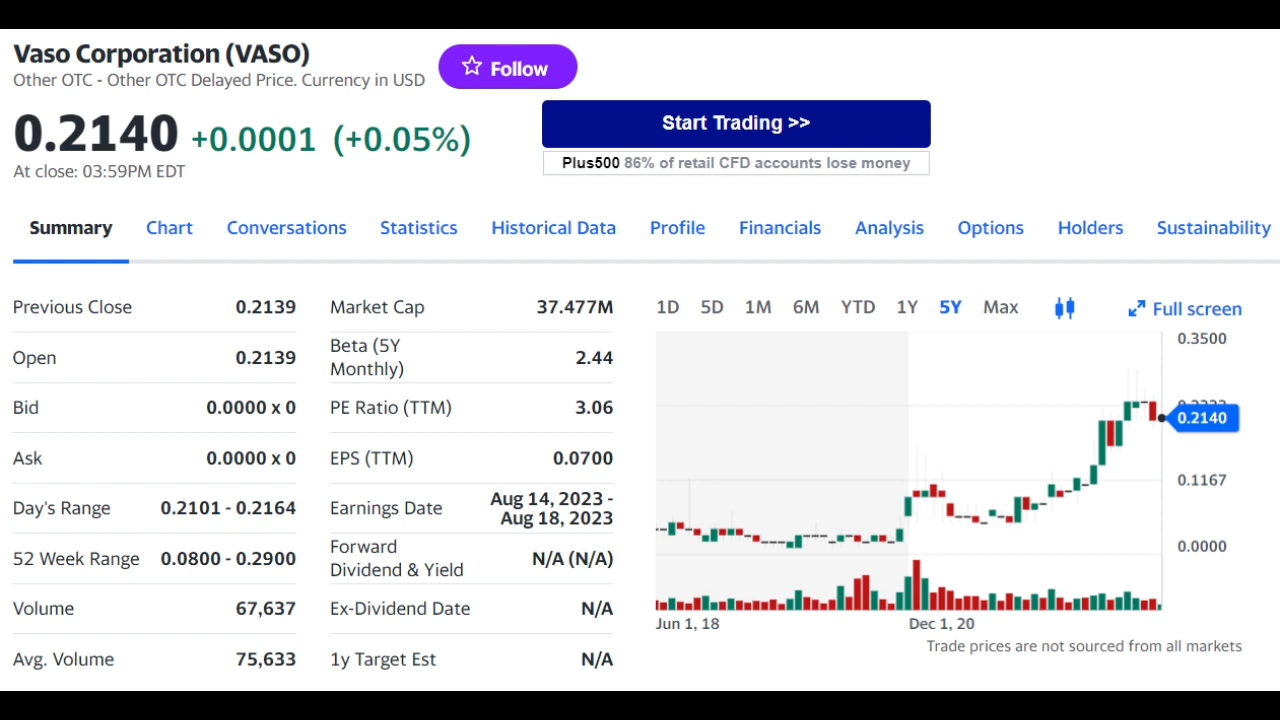 Vaso Corporation (VASO)
Other OTC - Other OTC Delayed Price. Currency in USD
Follow
0.2140 +0.0001 (+0.05%)
At close: 03:59PM EDT
Start Trading >>
Plus500 86% of retail CFD accounts lose money
Summary Chart Conversations Statistics Historical Data Profile Financials Analysis Options Holders Sustainability
Previous Close 0.2139
Open 0.2139
Bid 0.0000 x 0
Ask 0.0000 x 0
Day's Range 0.2101 - 0.2164
52 Week Range 0.0800 - 0.2900
Volume 67,637
Avg. Volume 75,633
Market Cap 37.477M
Beta (5Y
Monthly) 2.44
PE Ratio (TTM) 3.06
EPS (TTM) 0.0700
Earnings Date Aug 14, 2023 -
Aug 18, 2023
Forward
Dividend & Yield N/A (N/A)
Ex-Dividend Date N/A
1y Target Est N/A
1D 5D 1M 6M YTD 1Y 5Y Max Full screen
0.3500
0.2140
0.1167
0.0000
Jun 1, 18 Dec 1, 20
Trade prices are not sourced from all markets